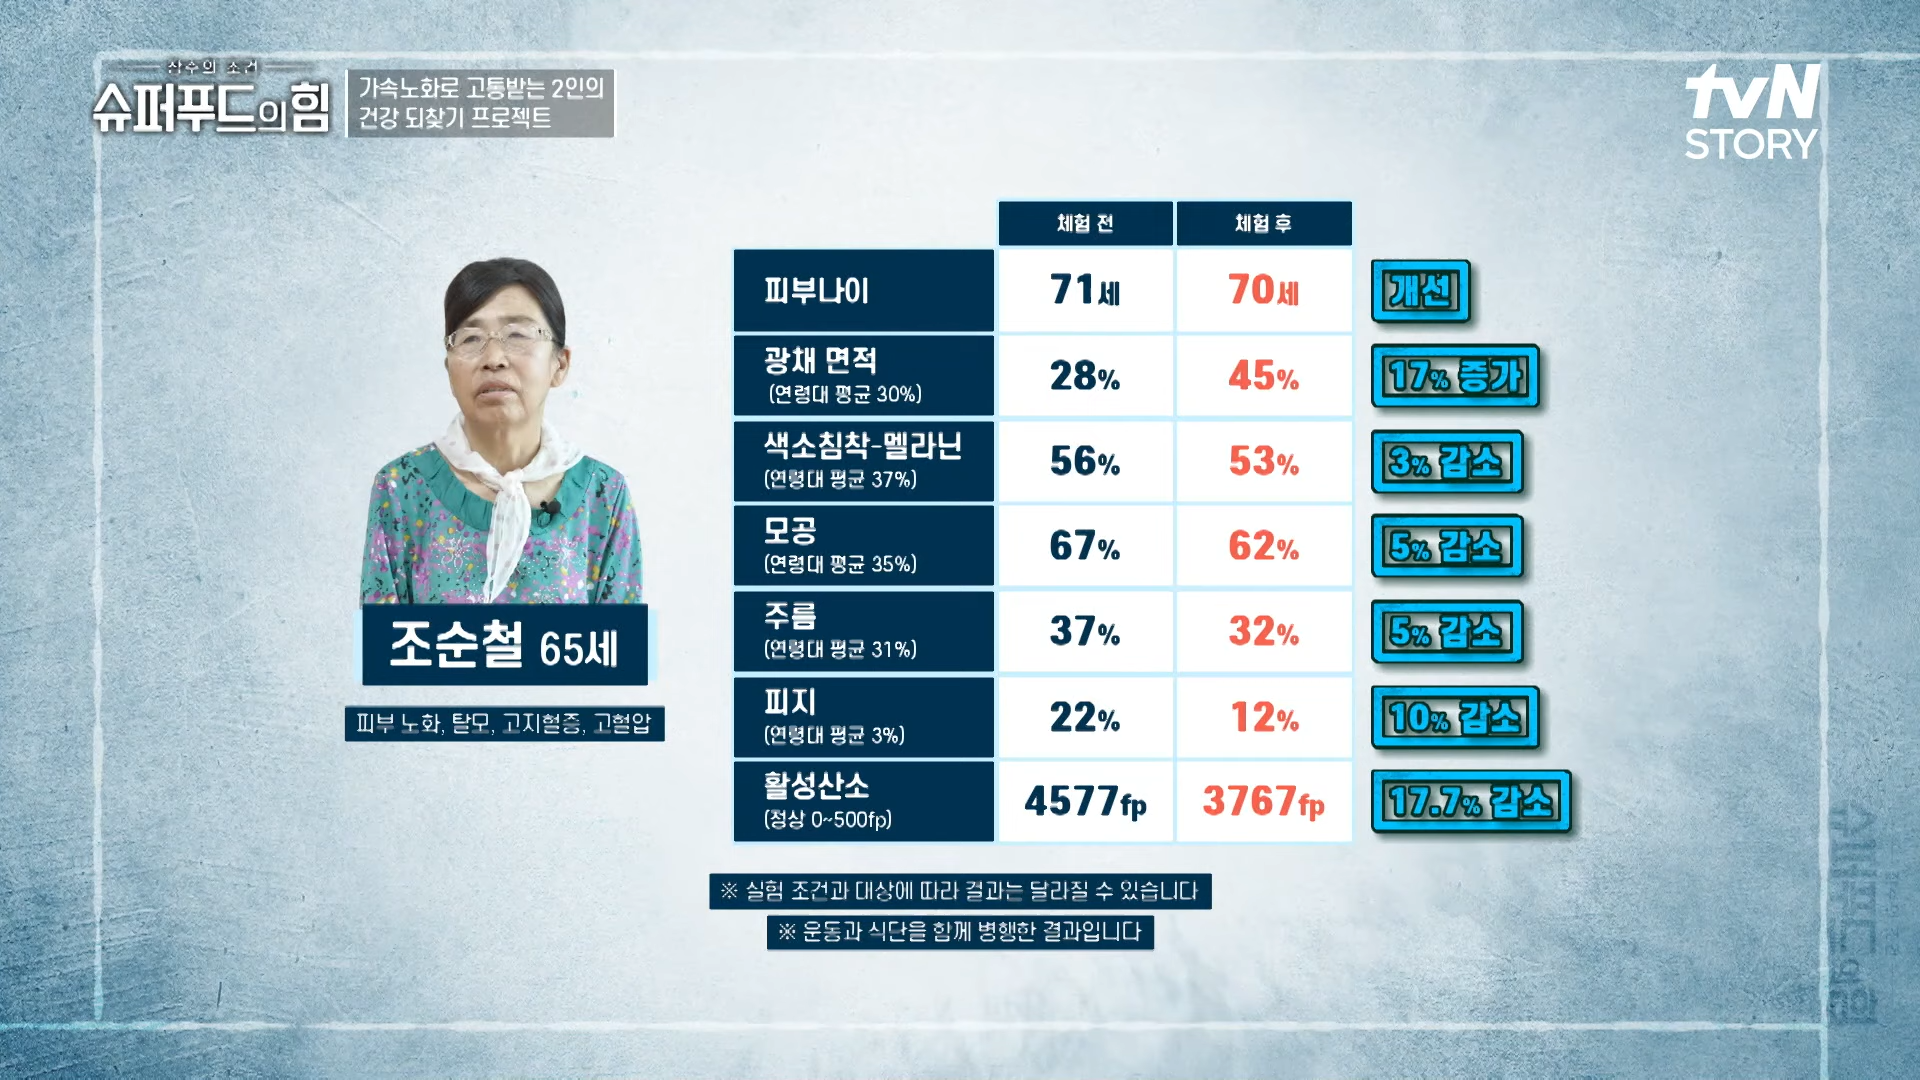 장수의 조건
슈퍼푸드의 힘
가속노화로 고통받는 2인의
건강 되찾기 프로젝트
tvN
STORY
체험 전 체험 후
피부나이 71세 70세 개선
광채 면적 28% 45% 17% 증가
(연령대 평균 30%)
색소침착-멜라닌 56% 53% 3% 감소
(연령대 평균 37%)
모공 67% 62% 5% 감소
(연령대 평균 35%)
주름 37% 32% 5% 감소
(연령대 평균 31%)
피지 22% 12% 10% 감소
(연령대 평균 3%)
활성산소 4577fp 3767fp 17.7% 감소
(정상 0~500fp)
조순철 65세
피부 노화, 탈모, 고지혈증, 고혈압
※ 실험 조건과 대상에 따라 결과는 달라질 수 있습니다
※ 운동과 식단을 함께 병행한 결과입니다
슈퍼푸드의힘